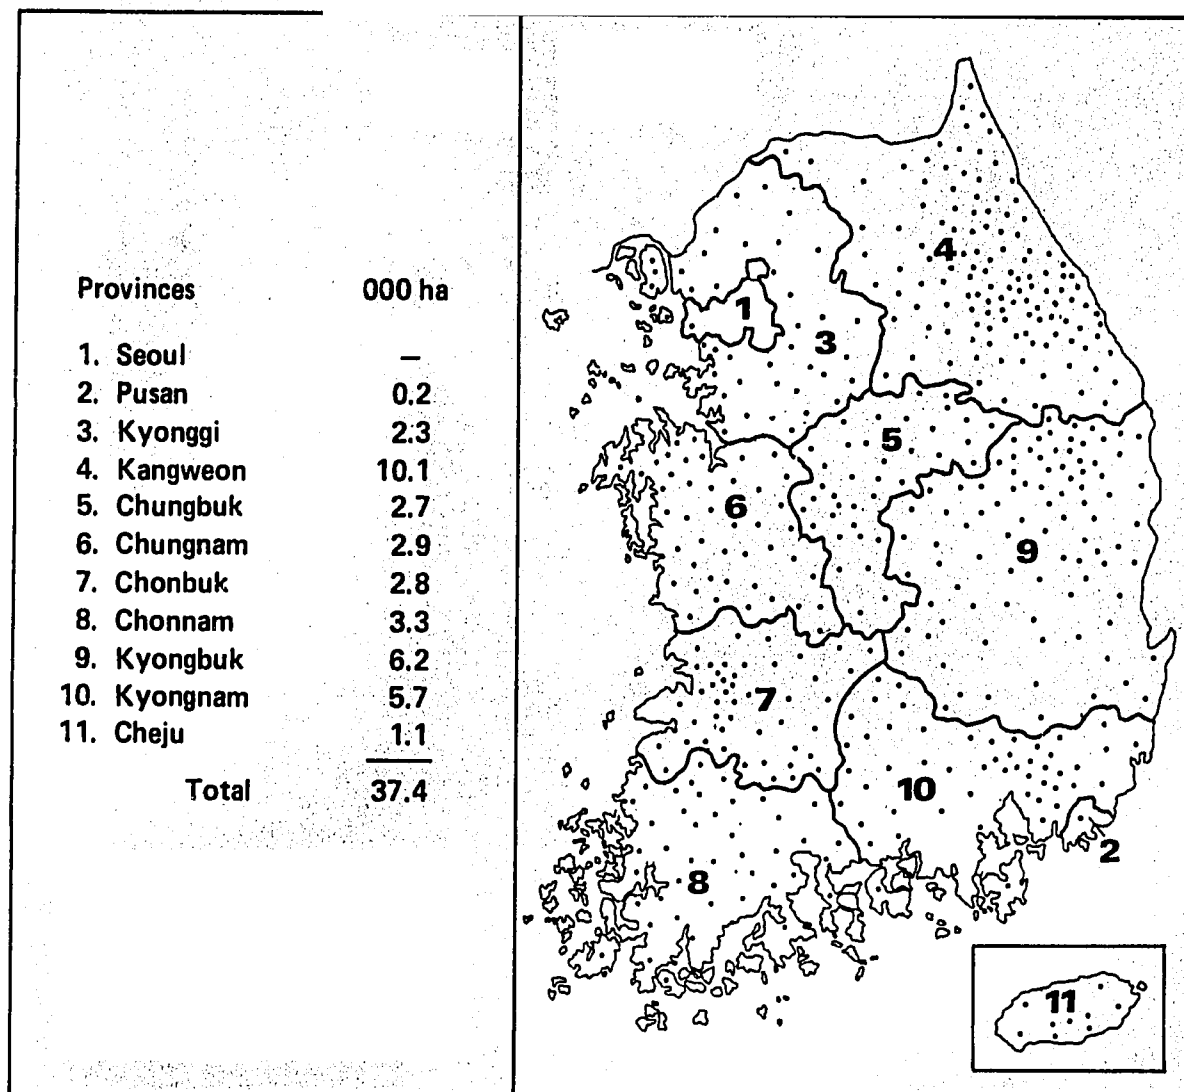 Provinces 000 ha
1. Seoul –
2. Pusan 0.2
3. Kyonggi 2.3
4. Kangweon 10.1
5. Chungbuk 2.7
6. Chungnam 2.9
7. Chonbuk 2.8
8. Chonnam 3.3
9. Kyongbuk 6.2
10. Kyongnam 5.7
11. Cheju 1.1
Total 37.4
4
1
3
5
6
9
7
10
2
8
11